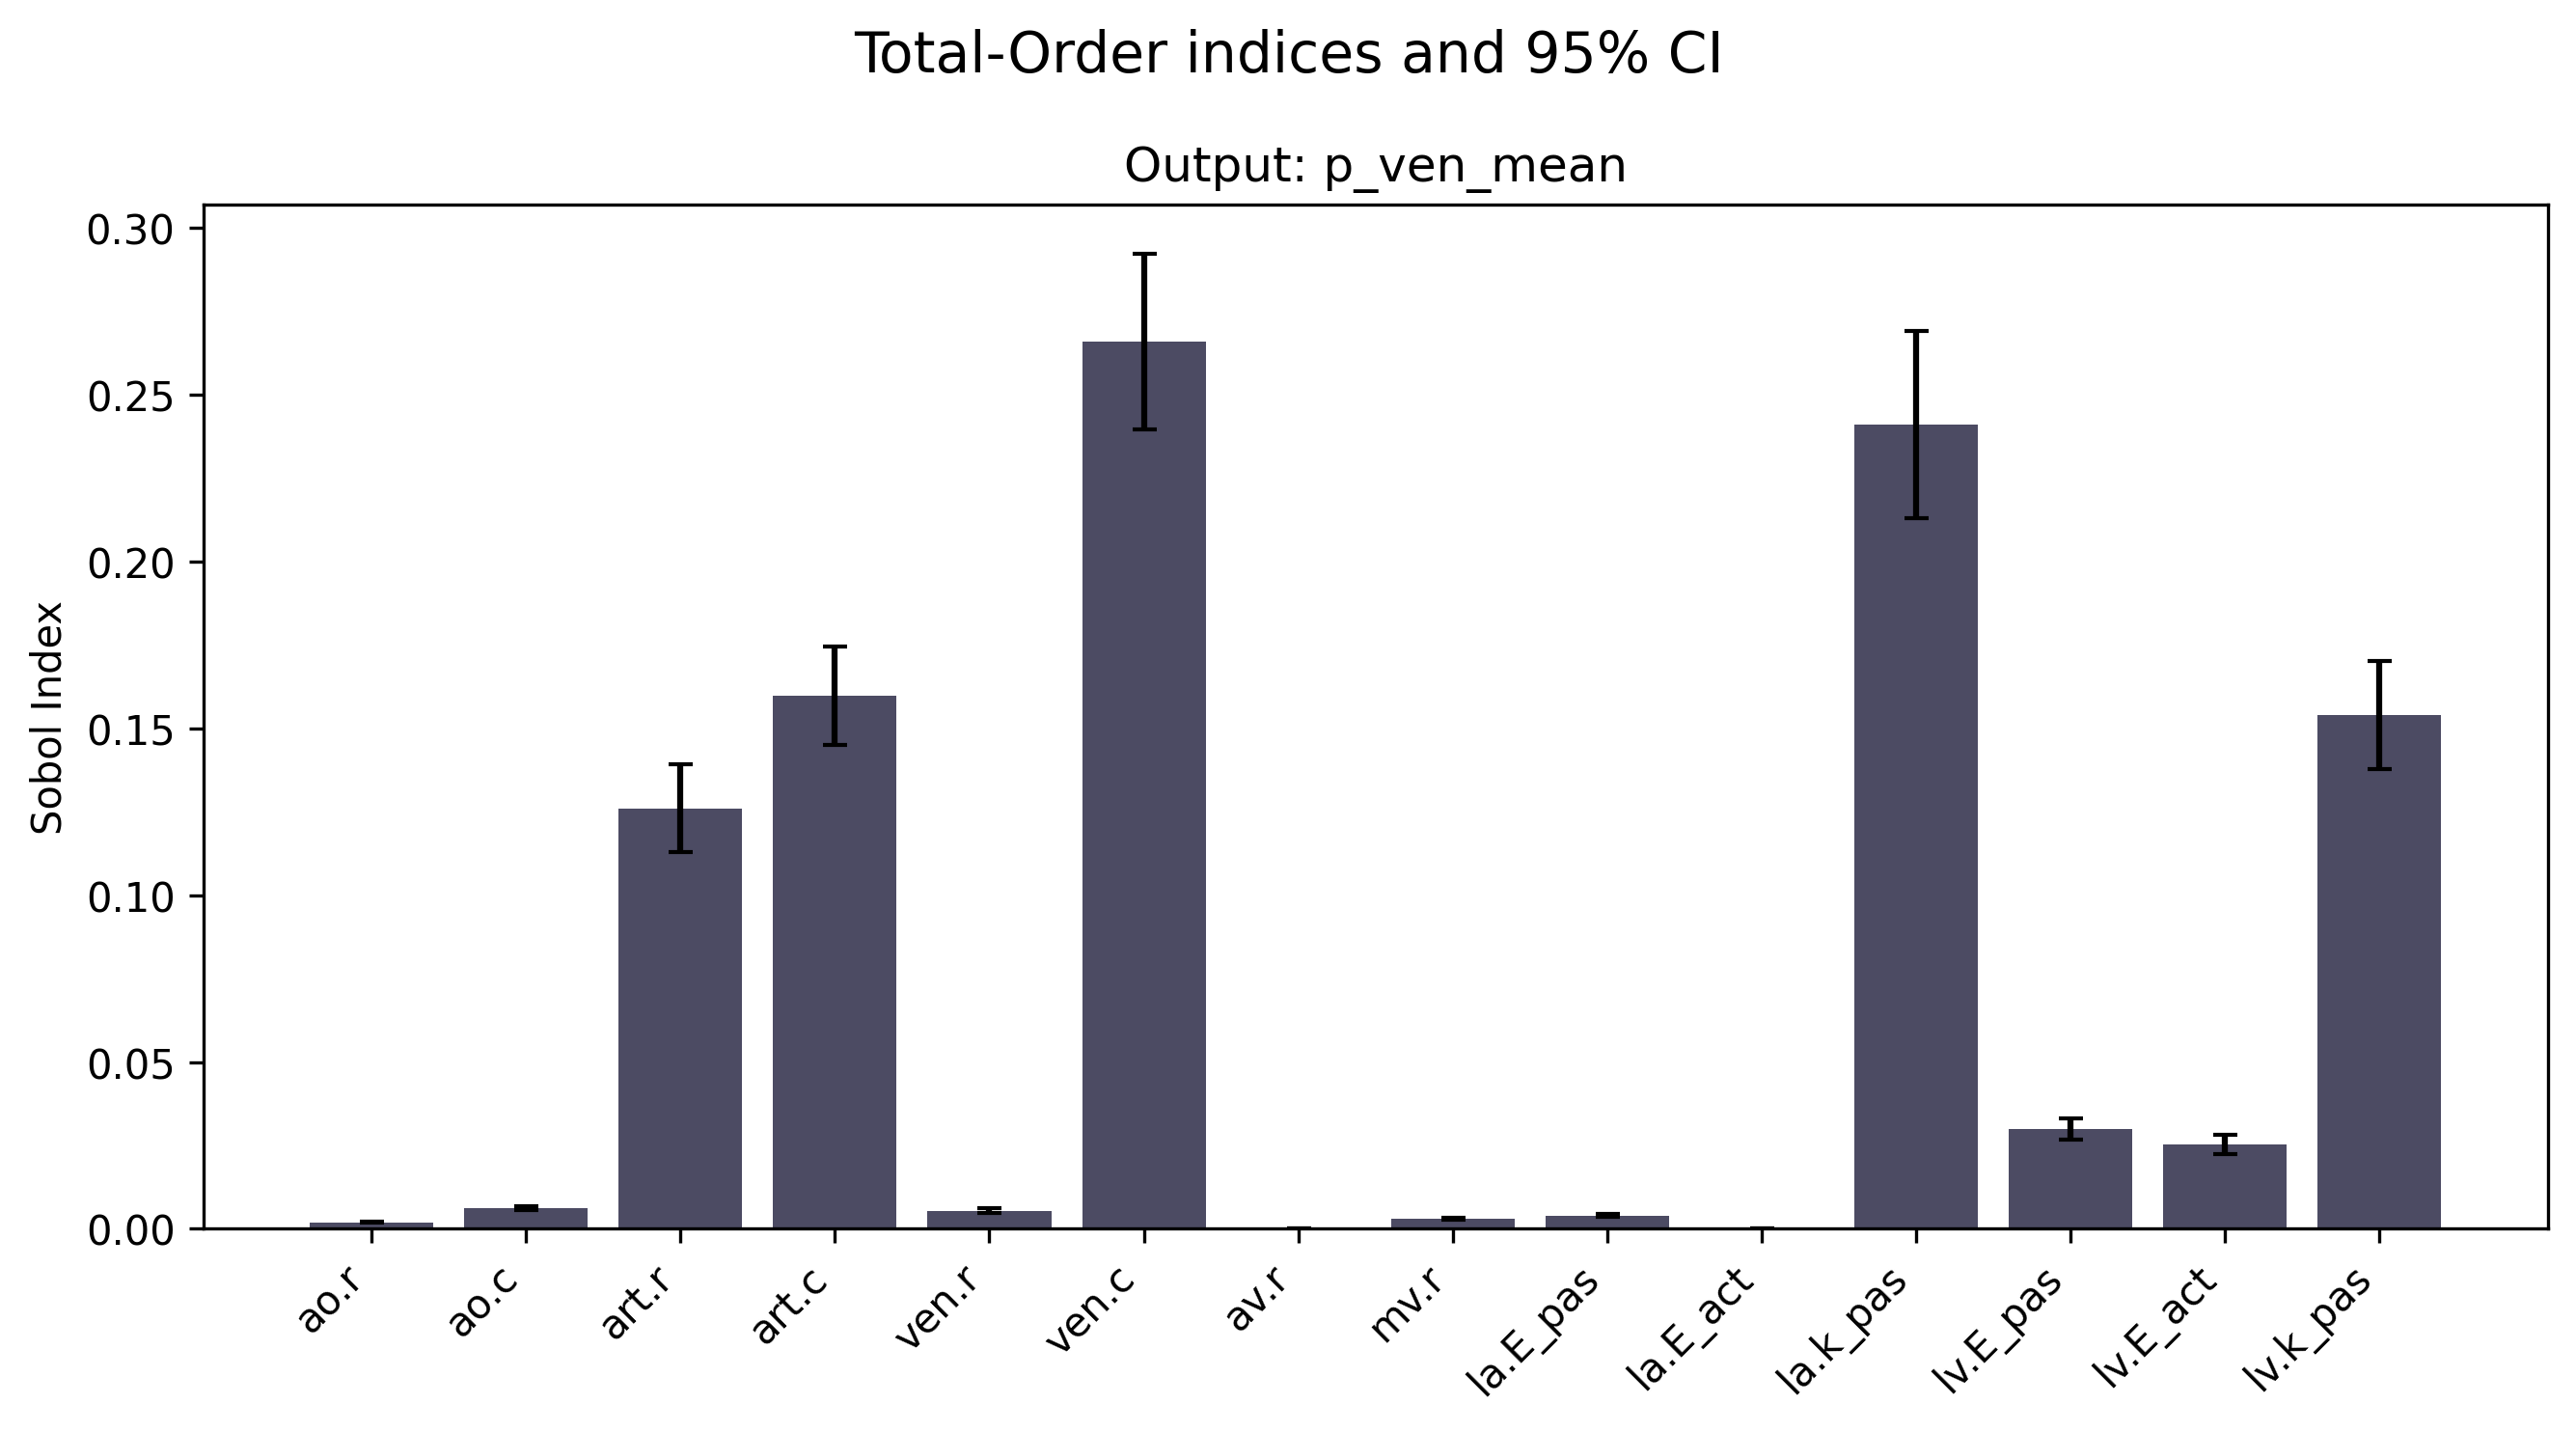 Total-Order indices and 95% CI
Output: p_ven_mean
Sobol Index
0.30
0.25
0.20
0.15
0.10
0.05
0.00
ao.r
ao.c
art.r
art.c
ven.r
ven.c
av.r
mv.r
la.E_pas
la.E_act
la.k_pas
lv.E_pas
lv.E_act
lv.k_pas